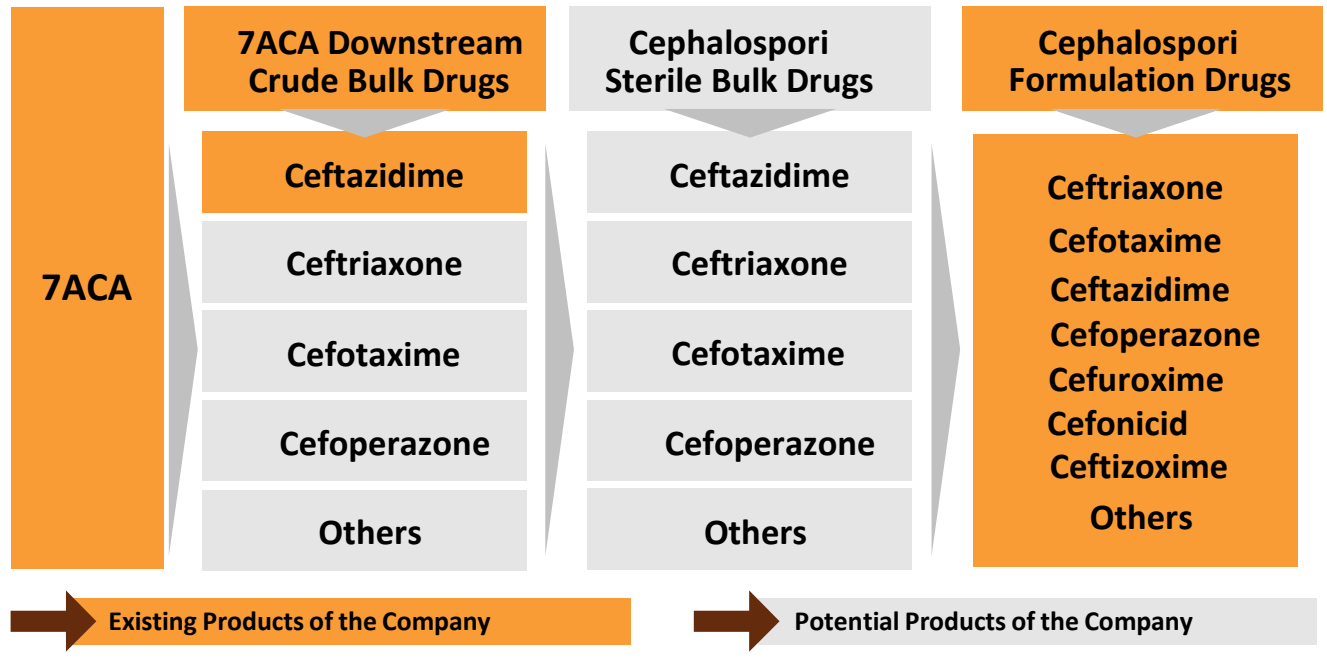 7ACA
7ACA Downstream
Crude Bulk Drugs
Ceftazidime
Ceftriaxone
Cefotaxime
Cefoperazone
Others
Cephalospori
Sterile Bulk Drugs
Ceftazidime
Ceftriaxone
Cefotaxime
Cefoperazone
Others
Cephalospori
Formulation Drugs
Ceftriaxone
Cefotaxime
Ceftazidime
Cefoperazone
Cefuroxime
Cefonicid
Ceftizoxime
Others
Existing Products of the Company
Potential Products of the Company